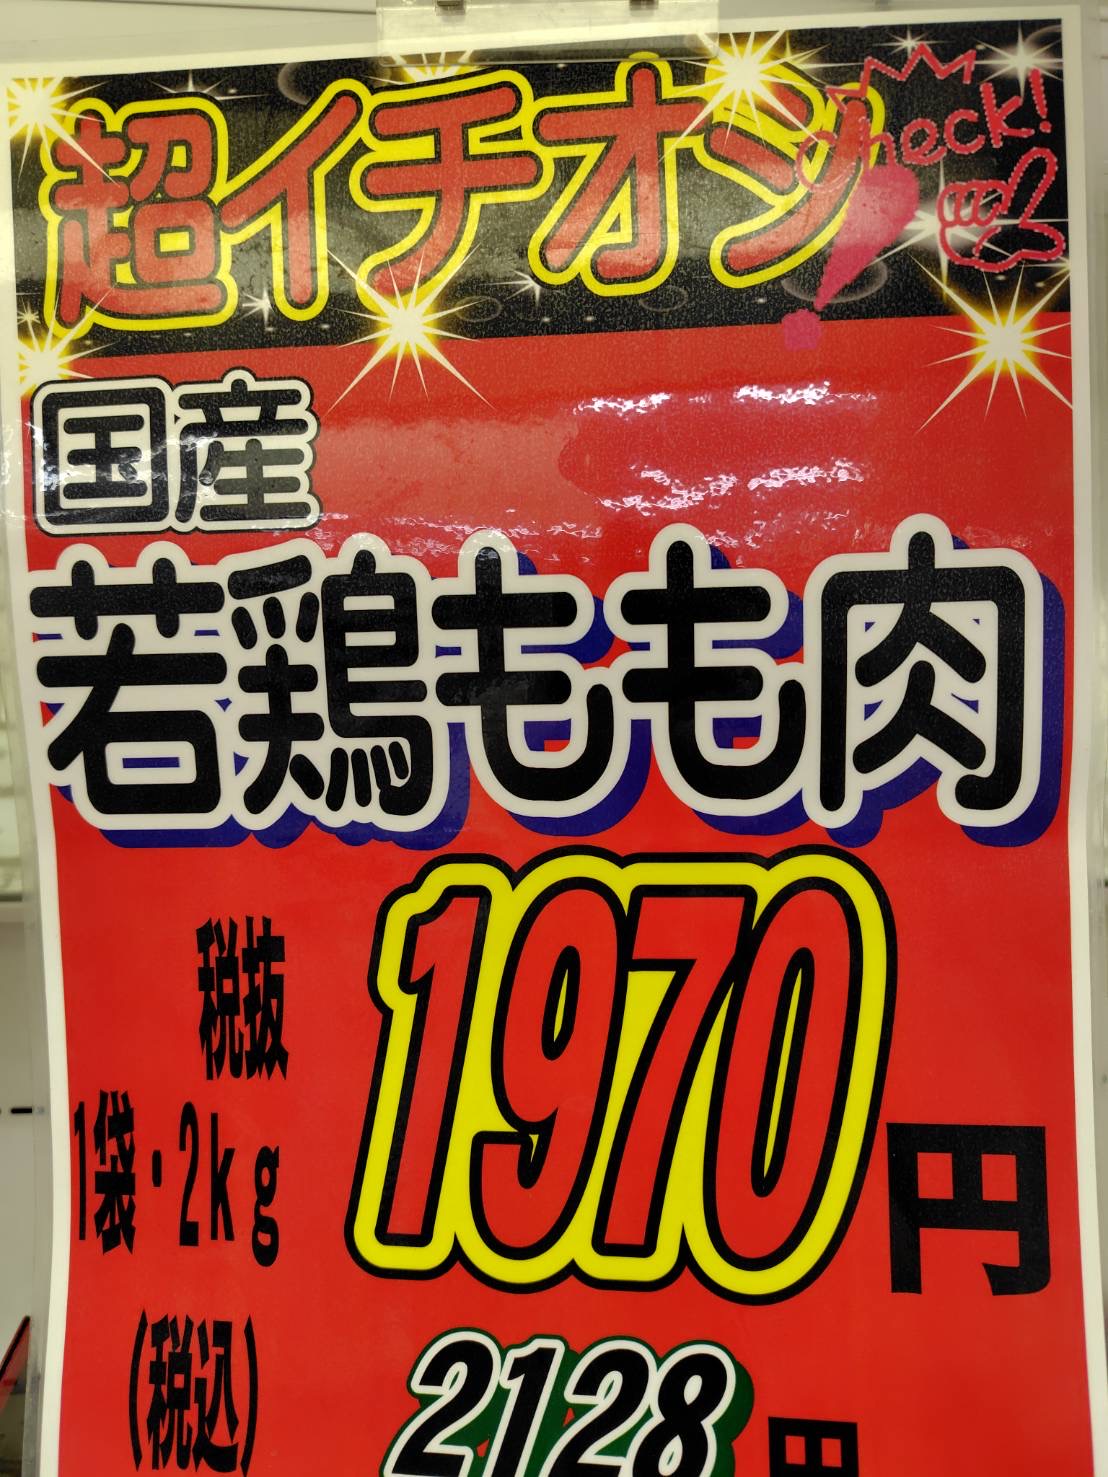 超イチオシ
check!
国産
若鶏もも肉
税抜
1袋・2kg
1970円
(税込)
2128円